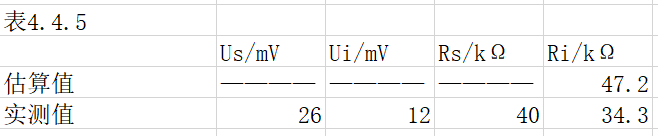 表4.4.5
Us/mV Ui/mV Rs/kΩ Ri/kΩ
估算值 ———— ———— ———— 47.2
实测值 26 12 40 34.3